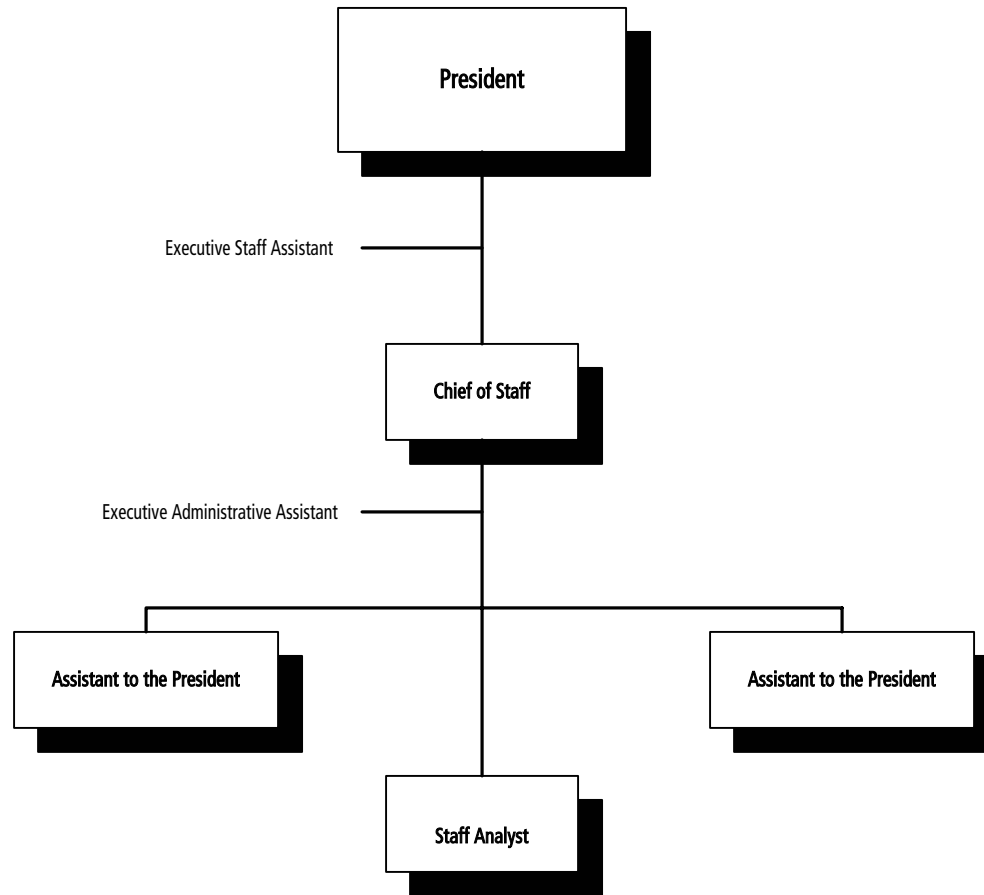 President
Executive Staff Assistant
Chief of Staff
Executive Administrative Assistant
Assistant to the President
Assistant to the President
Staff Analyst